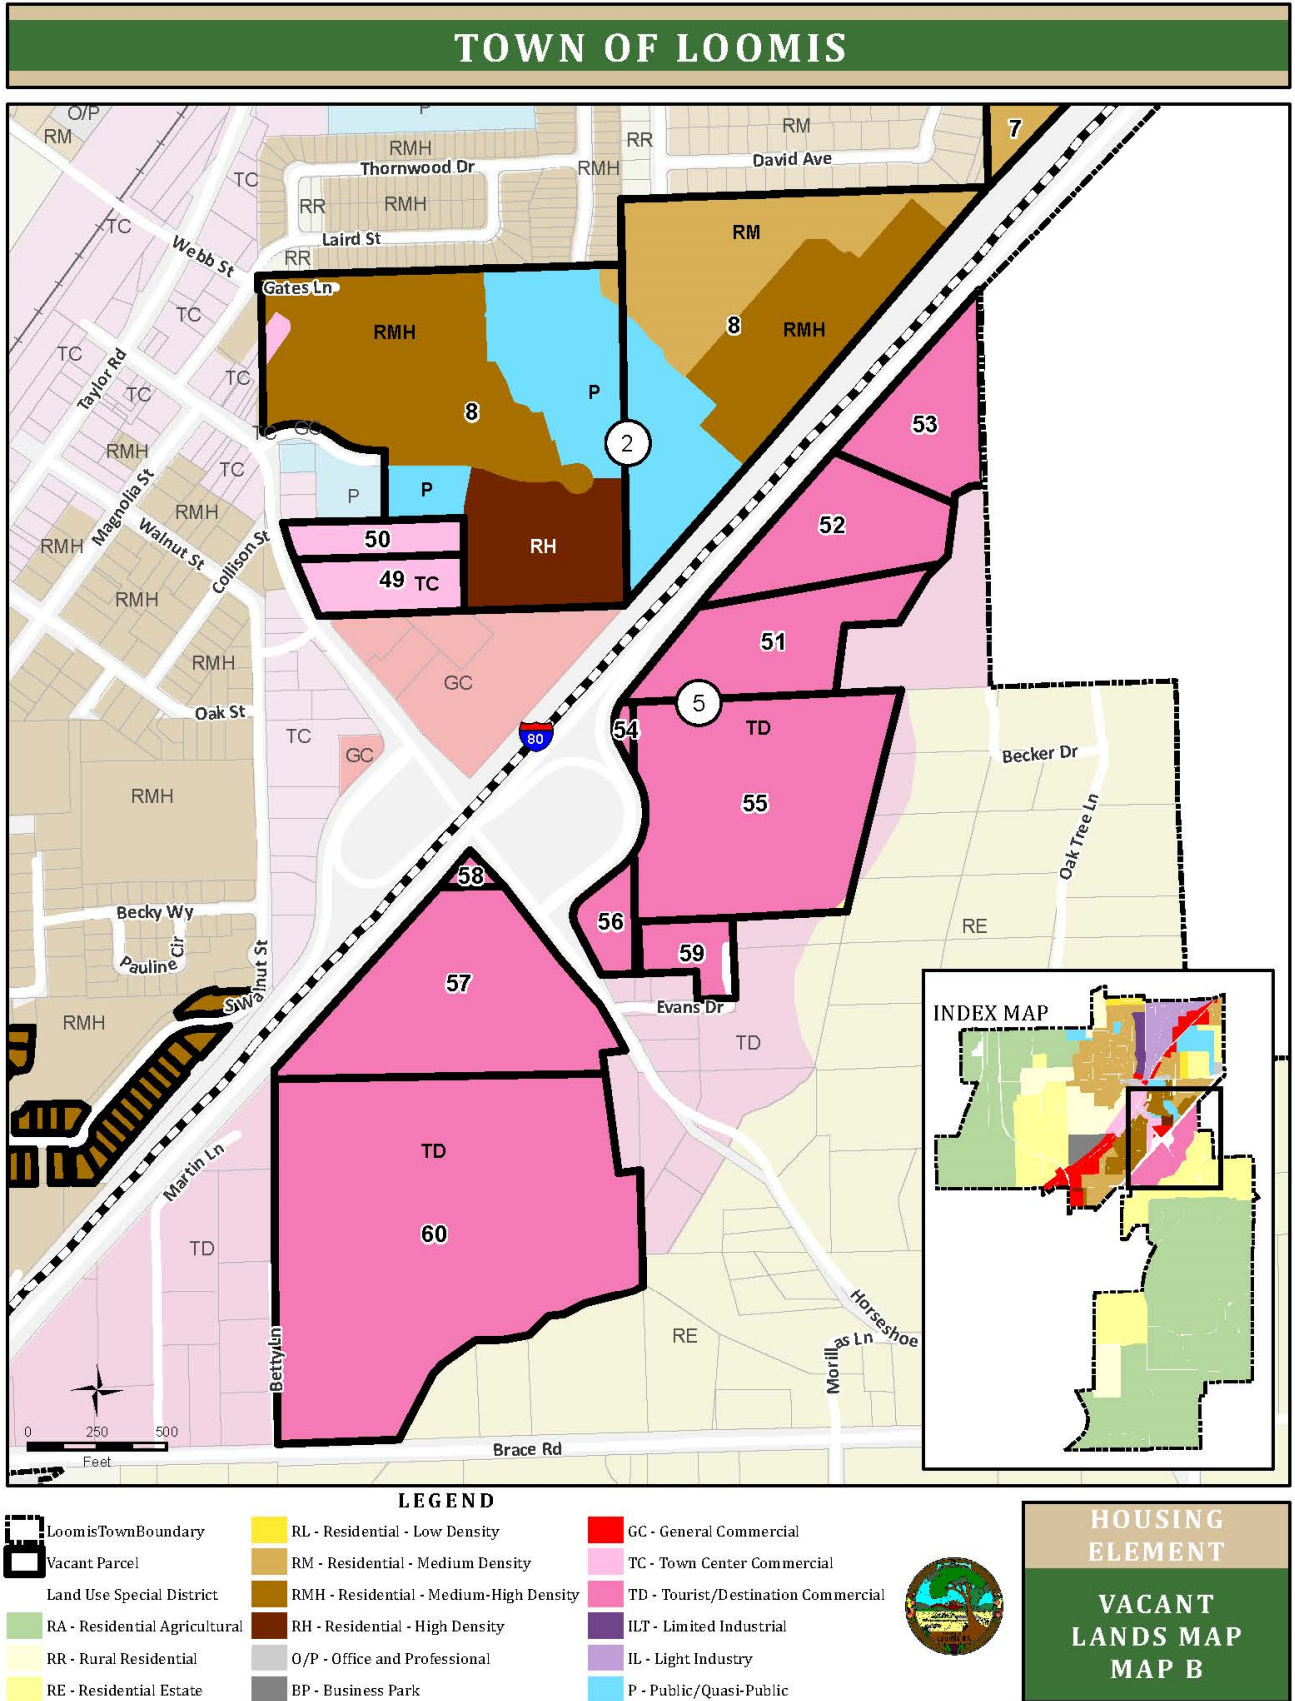 TOWN OF LOOMIS
O/P
P
7
RM
RMH
RR
RM
Thornwood Dr
RMH
David Ave
TC
RR
RMH
TC
Webb St
Laird St
RM
RR
Gates Ln
TC
RMH
8
RMH
TC
Taylor Rd
TC
P
TC
8
53
TC
GC
2
RMH
TC
P
P
Magnolia St
RMH
Walnut St
50
52
RMH
Collison St
RH
49
TC
RMH
51
RMH
GC
Oak St
5
TC
54
TD
80
GC
Becker Dr
RMH
55
Oak Tree Ln
58
Becky Wy
56
RE
Pauline Cir
59
S Walnut St
57
Evans Dr
RMH
TD
INDEX MAP
TD
Martin Ln
60
TD
Horseshoe
RE
Morillas Ln
Betty Ln
0 250 500
Feet
Brace Rd
LEGEND
LoomisTownBoundary
Vacant Parcel
Land Use Special District
RA - Residential Agricultural
RR - Rural Residential
RE - Residential Estate
RL - Residential - Low Density
RM - Residential - Medium Density
RMH - Residential - Medium-High Density
RH - Residential - High Density
O/P - Office and Professional
BP - Business Park
GC - General Commercial
TC - Town Center Commercial
TD - Tourist/Destination Commercial
ILT - Limited Industrial
IL - Light Industry
P - Public/Quasi-Public
HOUSING
ELEMENT
VACANT
LANDS MAP
MAP B